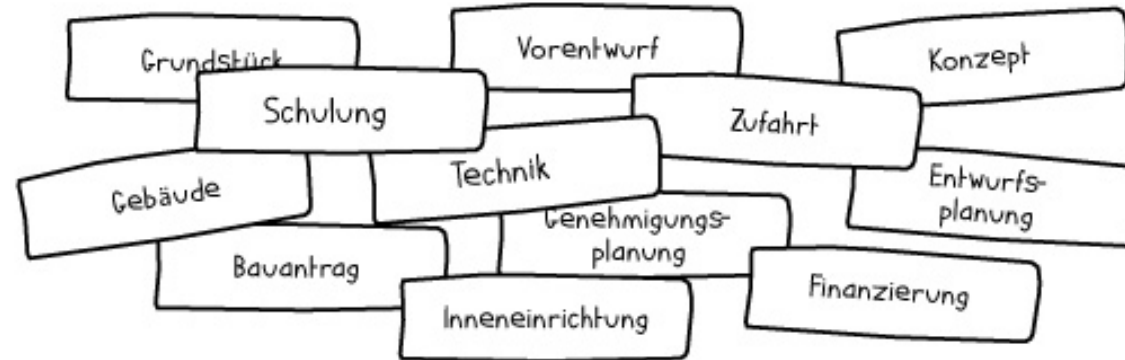 Grundstück
Vorentwurf
Konzept
Schulung
Zufahrt
Gebäude
Technik
Entwurfs-
planung
Genehmigungs-
planung
Bauantrag
Finanzierung
Inneneinrichtung